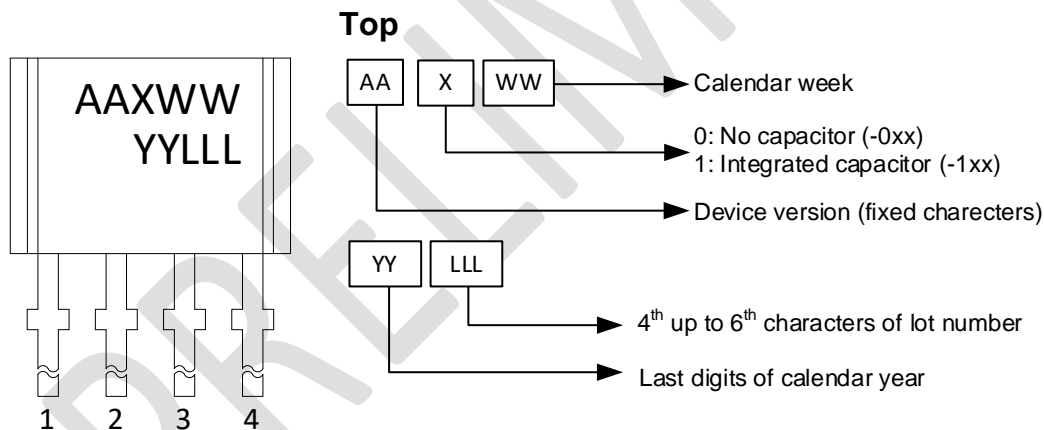 Top
AAXWW
YYLLL
AA X WW
Calendar week
0: No capacitor (-0xx)
1: Integrated capacitor (-1xx)
Device version (fixed charecters)
YY LLL
4th up to 6th characters of lot number
Last digits of calendar year
1 2 3 4
PRELIM